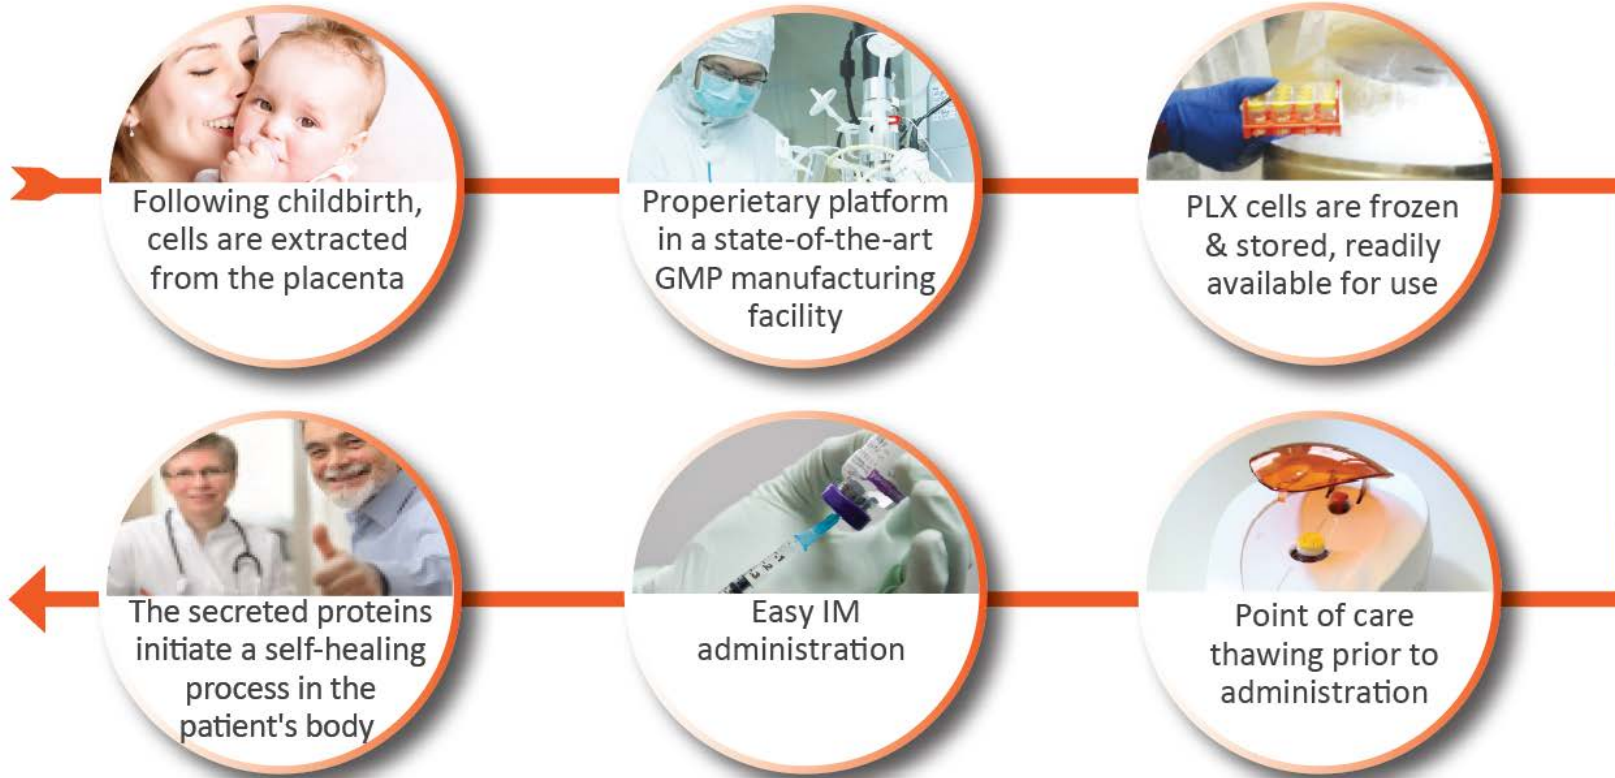 Following childbirth,
cells are extracted
from the placenta
Properietary platform
in a state-of-the-art
GMP manufacturing
facility
PLX cells are frozen
& stored, readily
available for use
Point of care
thawing prior to
administration
Easy IM
administration
The secreted proteins
initiate a self-healing
process in the
patient's body